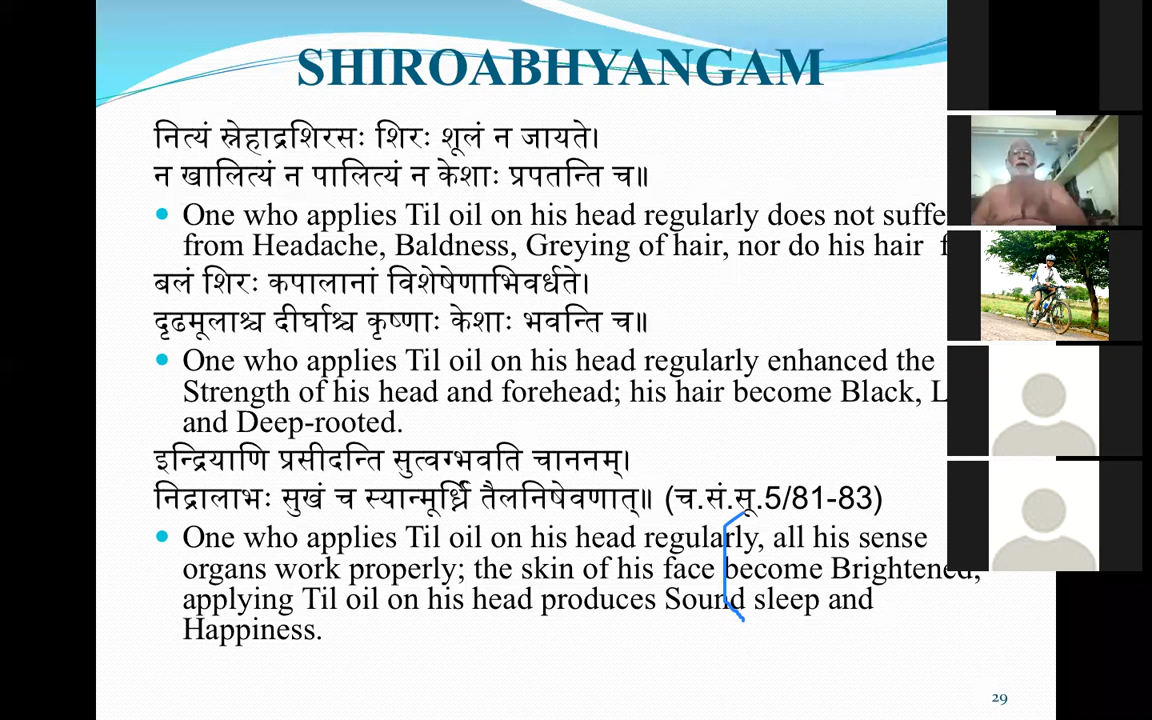 SHIROABHYANGAM
नित्यं स्नेहाद्रशिरसः शिरः शूलं न जायते।
न खालित्यं न पालित्यं न केशाः प्रपतन्ति च॥
One who applies Til oil on his head regularly does not suffe
from Headache, Baldness, Greying of hair, nor do his hair f
बलं शिरः कपालानां विशेषेणाभिवर्धते।
दृढमूलाश्च दीर्घाश्च कृष्णाः केशाः भवन्ति च॥
One who applies Til oil on his head regularly enhanced the
Strength of his head and forehead; his hair become Black, L
and Deep-rooted.
इन्द्रियाणि प्रसीदन्ति सुत्वग्भवति चाननम्।
निद्रालाभः सुखं च स्यान्मूर्ध्नि तैलनिषेवणात्॥ (च.सं.सू.5/81-83)
One who applies Til oil on his head regularly, all his sense
organs work properly; the skin of his face become Brightened,
applying Til oil on his head produces Sound sleep and
Happiness.
29